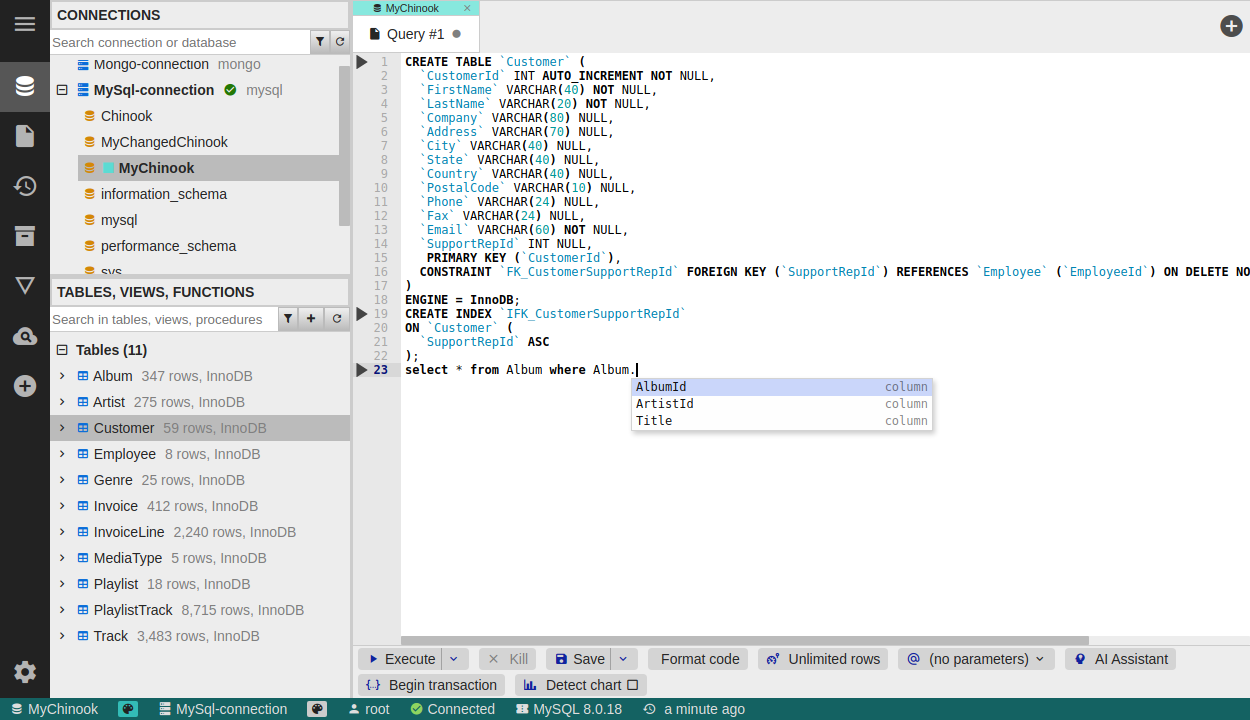 CONNECTIONS
Search connection or database
Mongo-connection mongo
MySql-connection mysql
Chinook
MyChangedChinook
MyChinook
information_schema
mysql
performance_schema
sys
TABLES, VIEWS, FUNCTIONS
Search in tables, views, procedures
Tables (11)
Album 347 rows, InnoDB
Artist 275 rows, InnoDB
Customer 59 rows, InnoDB
Employee 8 rows, InnoDB
Genre 25 rows, InnoDB
Invoice 412 rows, InnoDB
InvoiceLine 2,240 rows, InnoDB
MediaType 5 rows, InnoDB
Playlist 18 rows, InnoDB
PlaylistTrack 8,715 rows, InnoDB
Track 3,483 rows, InnoDB
MyChinook
Query #1
1 CREATE TABLE `Customer` (
2 `CustomerId` INT AUTO_INCREMENT NOT NULL,
3 `FirstName` VARCHAR(40) NOT NULL,
4 `LastName` VARCHAR(20) NOT NULL,
5 `Company` VARCHAR(80) NULL,
6 `Address` VARCHAR(70) NULL,
7 `City` VARCHAR(40) NULL,
8 `State` VARCHAR(40) NULL,
9 `Country` VARCHAR(40) NULL,
10 `PostalCode` VARCHAR(10) NULL,
11 `Phone` VARCHAR(24) NULL,
12 `Fax` VARCHAR(24) NULL,
13 `Email` VARCHAR(60) NOT NULL,
14 `SupportRepId` INT NULL,
15 PRIMARY KEY (`CustomerId`),
16 CONSTRAINT `FK_CustomerSupportRepId` FOREIGN KEY (`SupportRepId`) REFERENCES `Employee` (`EmployeeId`) ON DELETE NO
17 )
18 ENGINE = InnoDB;
19 CREATE INDEX `IFK_CustomerSupportRepId`
20 ON `Customer` (
21 `SupportRepId` ASC
22 );
23 select * from Album where Album.
AlbumId column
ArtistId column
Title column
Execute Kill Save Format code Unlimited rows (no parameters) AI Assistant
Begin transaction Detect chart
MyChinook MySql-connection root Connected MySQL 8.0.18 a minute ago